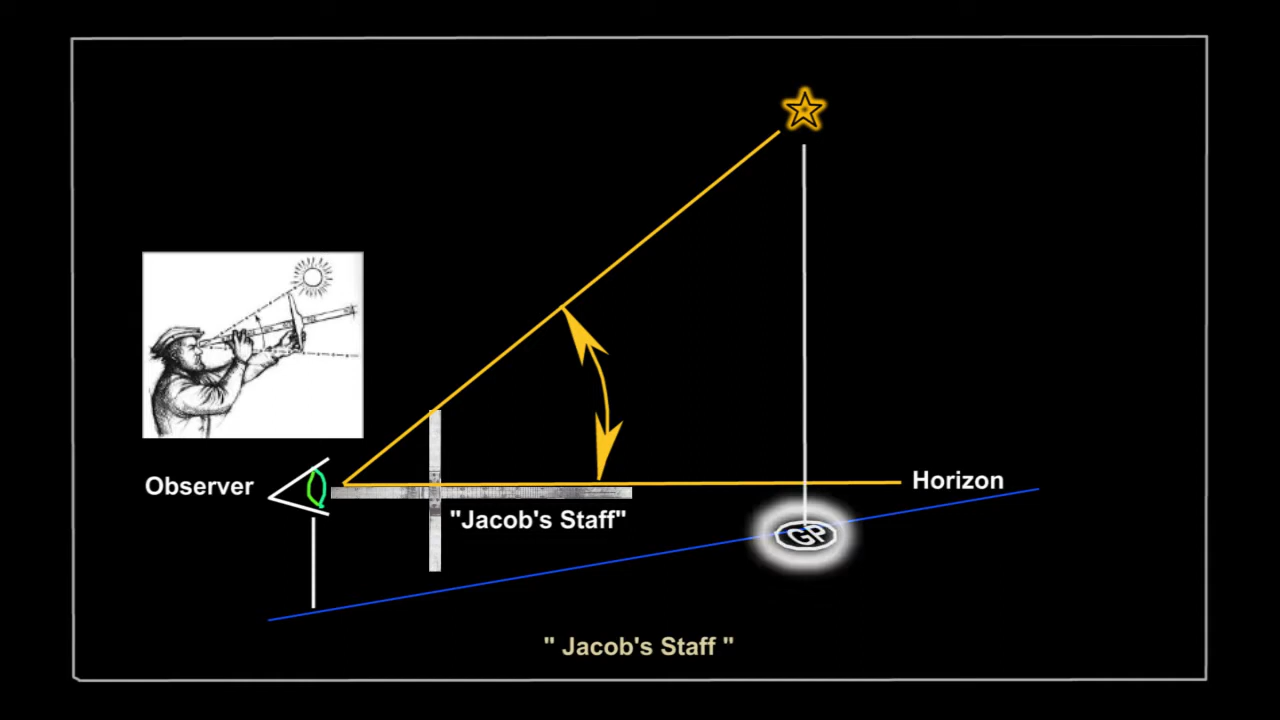 Observer
Horizon
"Jacob's Staff"
GP
" Jacob's Staff "